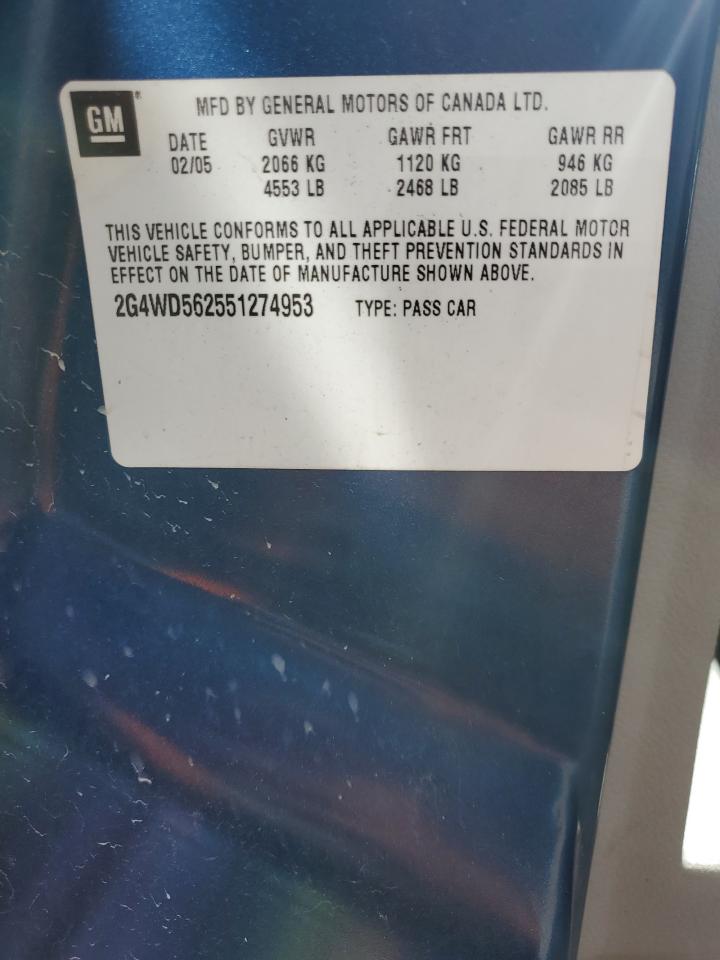 GM
MFD BY GENERAL MOTORS OF CANADA LTD.
DATE GVWR GAWR FRT GAWR RR
02/05 2066 KG 1120 KG 946 KG
4553 LB 2468 LB 2085 LB
THIS VEHICLE CONFORMS TO ALL APPLICABLE U.S. FEDERAL MOTOR
VEHICLE SAFETY, BUMPER, AND THEFT PREVENTION STANDARDS IN
EFFECT ON THE DATE OF MANUFACTURE SHOWN ABOVE.
2G4WD562551274953 TYPE: PASS CAR